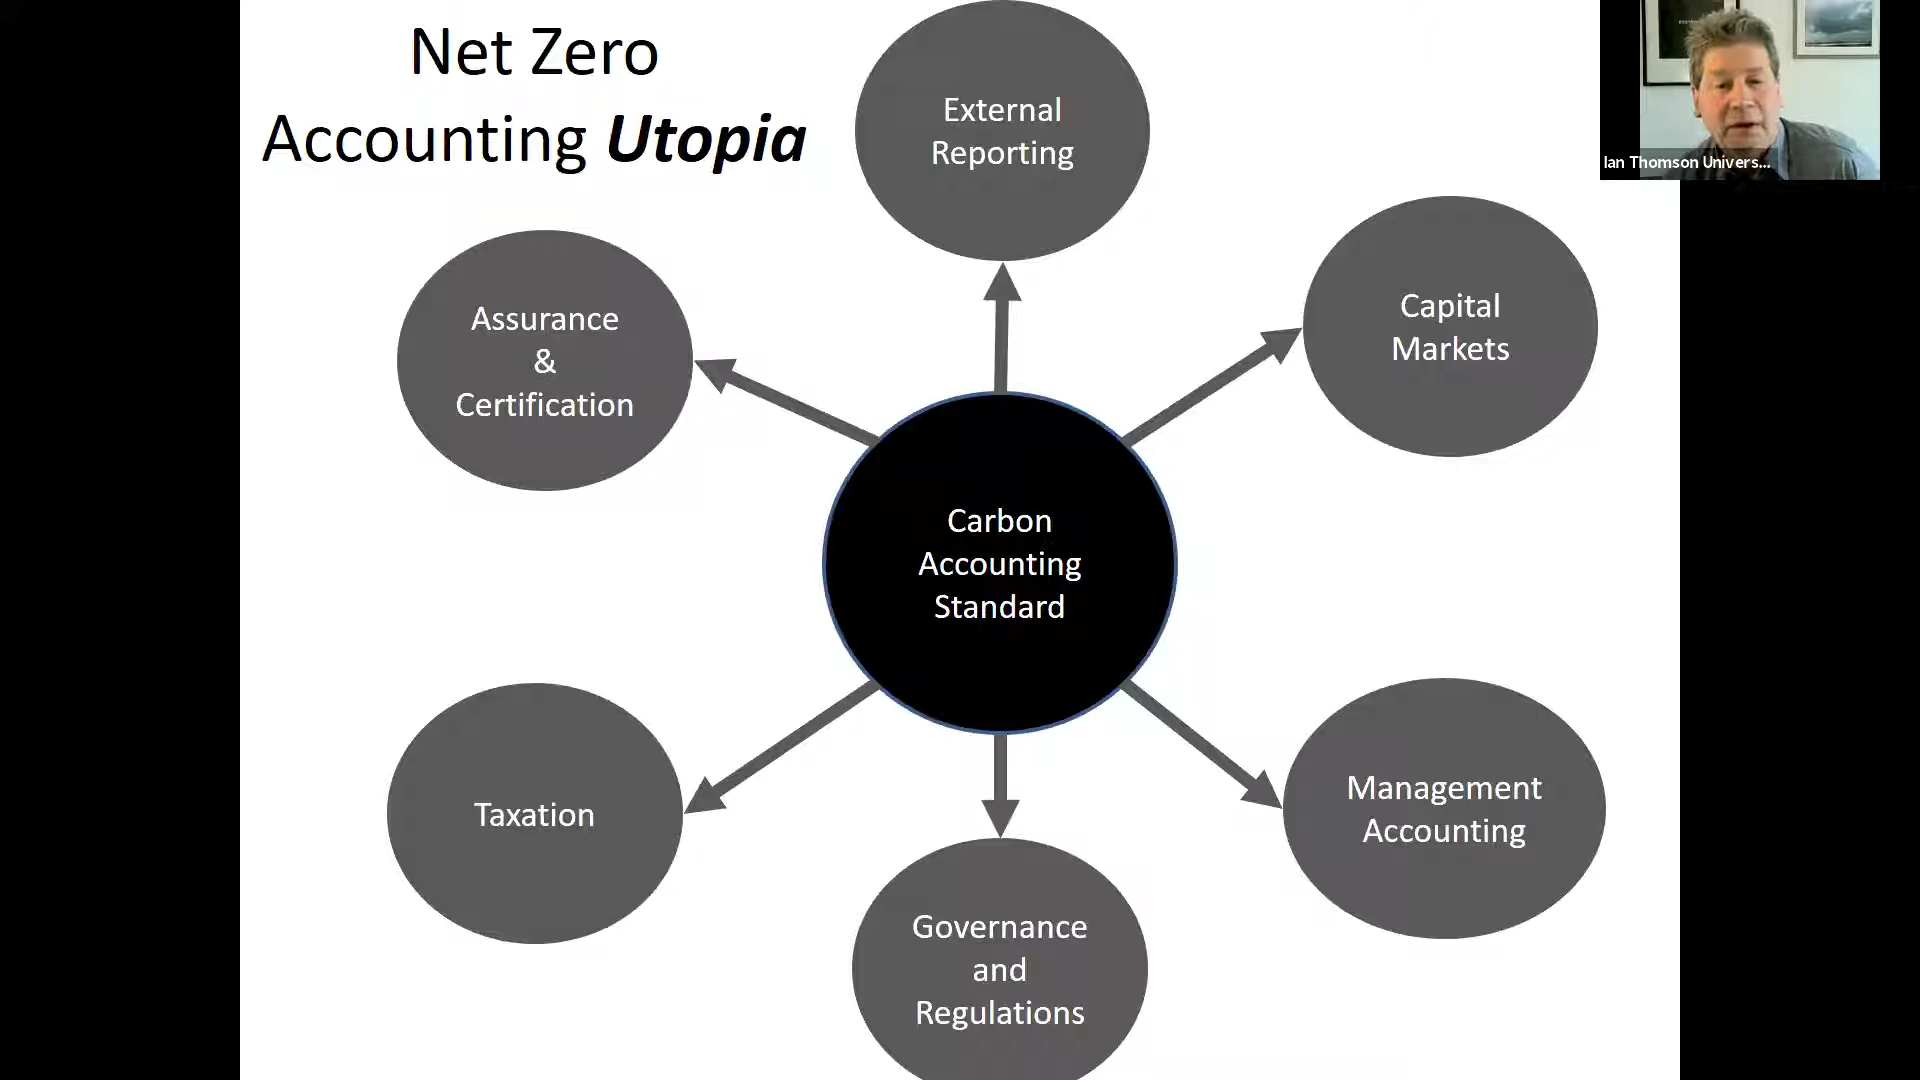 Net Zero
Accounting Utopia
External
Reporting
Ian Thomson Univers...
Capital
Markets
Assurance
&
Certification
Carbon
Accounting
Standard
Taxation
Management
Accounting
Governance
and
Regulations